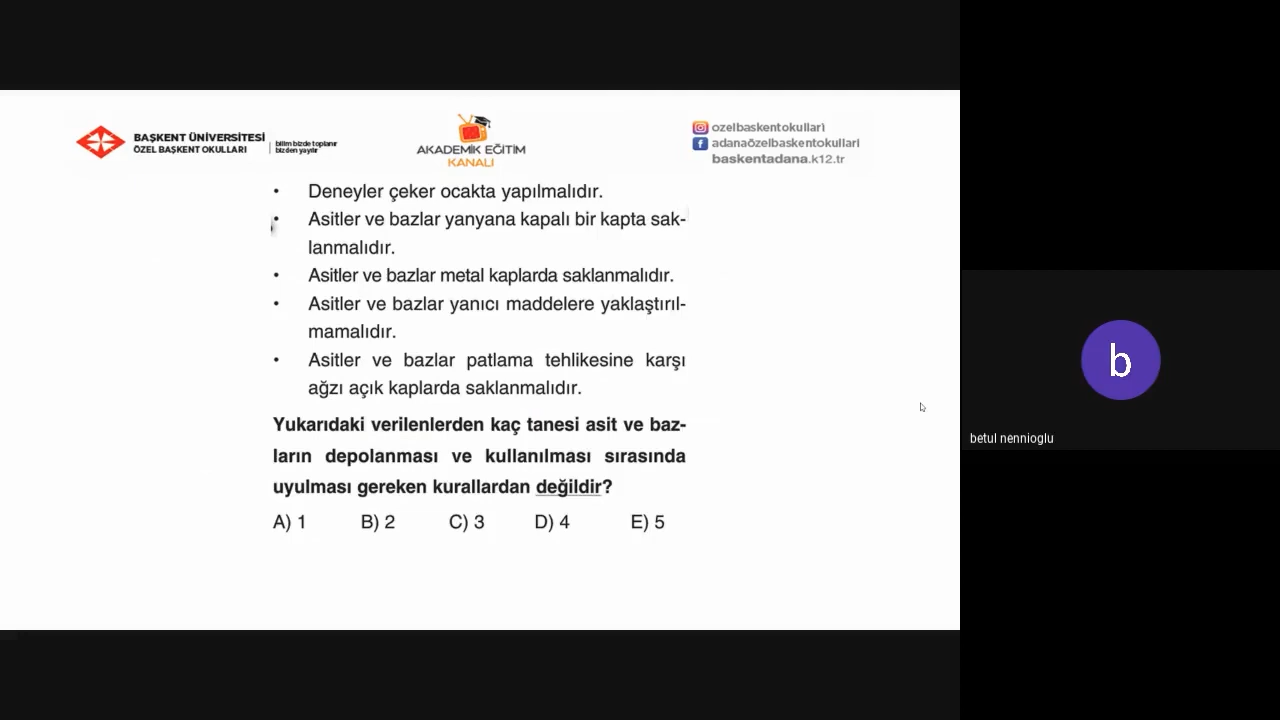 BAŞKENT ÜNİVERSİTESİ
ÖZEL BAŞKENT OKULLARI
bilim bizde toplanır
bizden yayılır
AKADEMİK EĞİTİM
KANALI
ozelbaskentokullari
adanaözelbaskentokullari
baskentadana.k12.tr
• Deneyler çeker ocakta yapılmalıdır.
• Asitler ve bazlar yanyana kapalı bir kapta sak-
lanmalıdır.
• Asitler ve bazlar metal kaplarda saklanmalıdır.
• Asitler ve bazlar yanıcı maddelere yaklaştırıl-
mamalıdır.
• Asitler ve bazlar patlama tehlikesine karşı
ağzı açık kaplarda saklanmalıdır.
Yukarıdaki verilenlerden kaç tanesi asit ve baz-
ların depolanması ve kullanılması sırasında
uyulması gereken kurallardan değildir?
A) 1 B) 2 C) 3 D) 4 E) 5
b
betul nennioglu